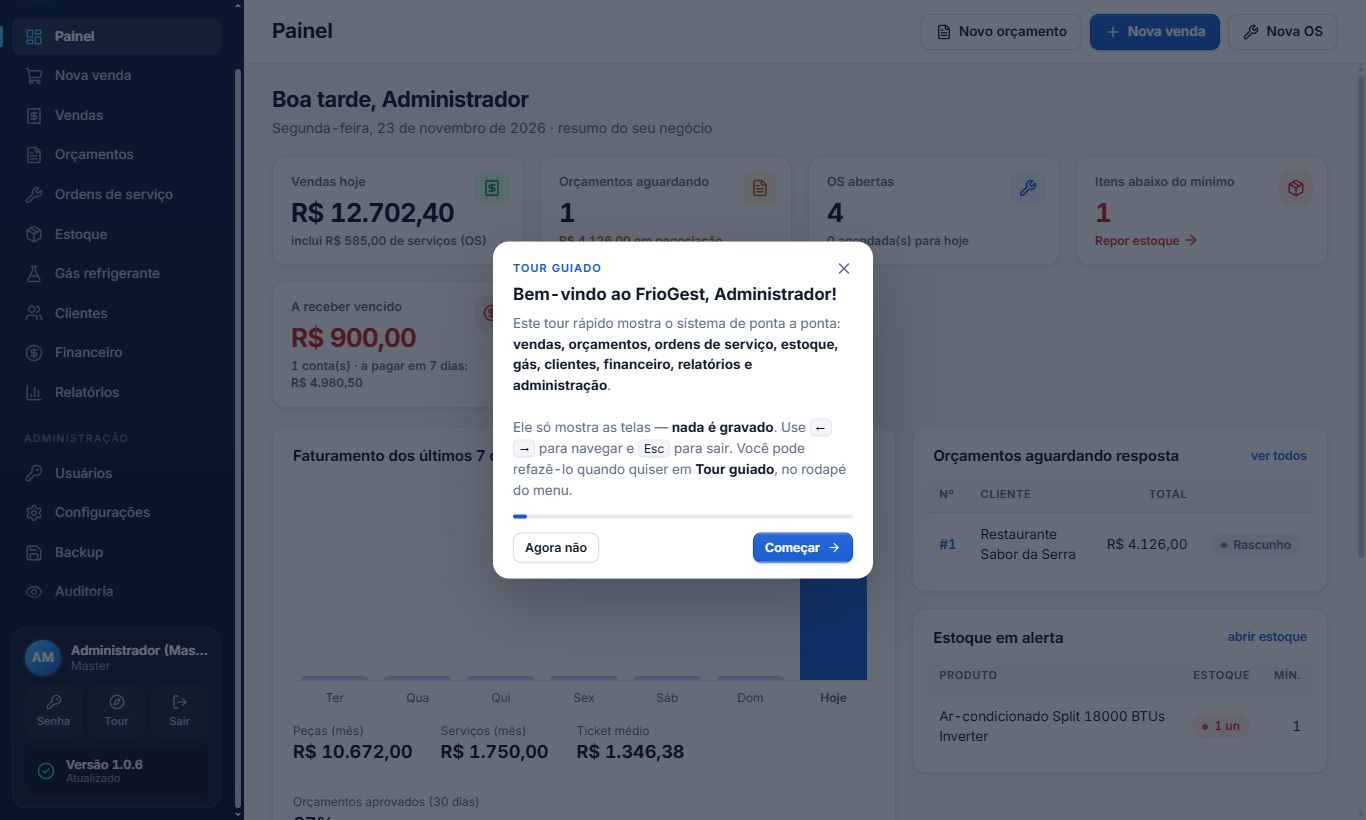 Painel
Nova venda
Vendas
Orçamentos
Ordens de serviço
Estoque
Gás refrigerante
Clientes
Financeiro
Relatórios
ADMINISTRAÇÃO
Usuários
Configurações
Backup
Auditoria
AM
Administrador (Mas...
Master
Senha
Tour
Sair
Versão 1.0.6
Atualizado
Painel
Novo orçamento
Nova venda
Nova OS
Boa tarde, Administrador
Segunda-feira, 23 de novembro de 2026 · resumo do seu negócio
Vendas hoje
R$ 12.702,40
inclui R$ 585,00 de serviços (OS)
Orçamentos aguardando
1
R$ 4.126,00 em negociação
OS abertas
4
0 agendada(s) para hoje
Itens abaixo do mínimo
1
Repor estoque →
A receber vencido
R$ 900,00
1 conta(s) · a pagar em 7 dias:
R$ 4.980,50
TOUR GUIADO
Bem-vindo ao FrioGest, Administrador!
Este tour rápido mostra o sistema de ponta a ponta:
vendas, orçamentos, ordens de serviço, estoque,
gás, clientes, financeiro, relatórios e
administração.
Ele só mostra as telas — nada é gravado. Use ←
→ para navegar e Esc para sair. Você pode
refazê-lo quando quiser em Tour guiado, no rodapé
do menu.
Agora não
Começar →
Faturamento dos últimos 7
Ter
Qua
Qui
Sex
Sáb
Dom
Hoje
Peças (mês)
R$ 10.672,00
Serviços (mês)
R$ 1.750,00
Ticket médio
R$ 1.346,38
Orçamentos aprovados (30 dias)
Orçamentos aguardando resposta
ver todos
Nº CLIENTE TOTAL
#1 Restaurante Sabor da Serra R$ 4.126,00 Rascunho
Estoque em alerta
abrir estoque
PRODUTO ESTOQUE MÍN.
Ar-condicionado Split 18000 BTUs Inverter 1 un 1